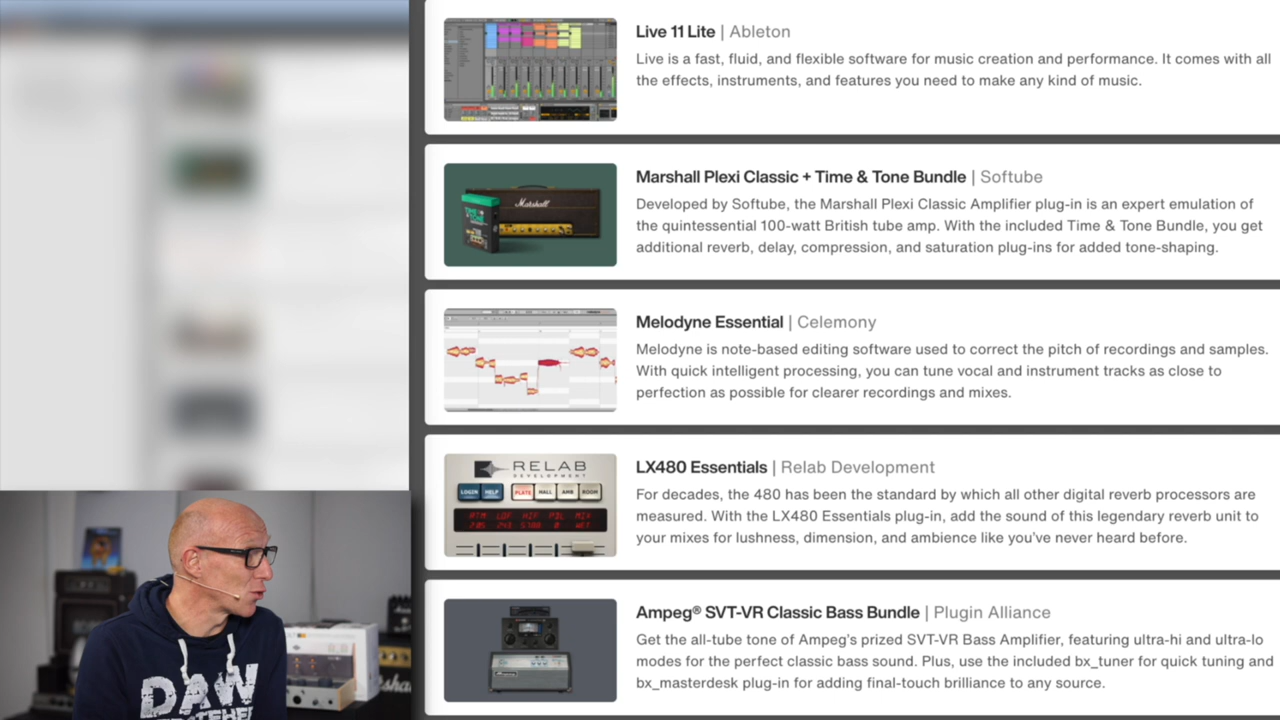 Live 11 Lite | Ableton
Live is a fast, fluid, and flexible software for music creation and performance. It comes with all
the effects, instruments, and features you need to make any kind of music.
Marshall
Marshall Plexi Classic + Time & Tone Bundle | Softube
Developed by Softube, the Marshall Plexi Classic Amplifier plug-in is an expert emulation of
the quintessential 100-watt British tube amp. With the included Time & Tone Bundle, you get
additional reverb, delay, compression, and saturation plug-ins for added tone-shaping.
Melodyne Essential | Celemony
Melodyne is note-based editing software used to correct the pitch of recordings and samples.
With quick intelligent processing, you can tune vocal and instrument tracks as close to
perfection as possible for clearer recordings and mixes.
RELAB
DEVELOPMENT
LOGIN HELP PLATE HALL AMB ROOM
LX480 Essentials | Relab Development
For decades, the 480 has been the standard by which all other digital reverb processors are
measured. With the LX480 Essentials plug-in, add the sound of this legendary reverb unit to
your mixes for lushness, dimension, and ambience like you've never heard before.
Ampeg® SVT-VR Classic Bass Bundle | Plugin Alliance
Get the all-tube tone of Ampeg's prized SVT-VR Bass Amplifier, featuring ultra-hi and ultra-lo
modes for the perfect classic bass sound. Plus, use the included bx_tuner for quick tuning and
bx_masterdesk plug-in for adding final-touch brilliance to any source.
DAW